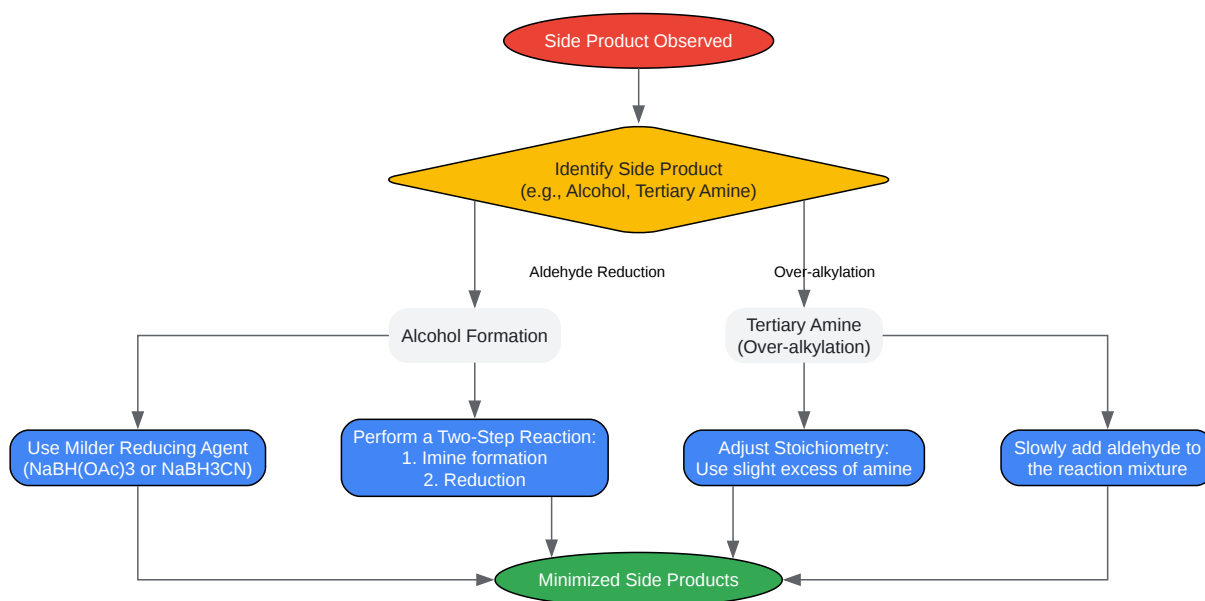 Side Product Observed
Identify Side Product
(e.g., Alcohol, Tertiary Amine)
Aldehyde Reduction
Over-alkylation
Alcohol Formation
Tertiary Amine
(Over-alkylation)
Use Milder Reducing Agent
(NaBH(OAc)3 or NaBH3CN)
Perform a Two-Step Reaction:
1. Imine formation
2. Reduction
Adjust Stoichiometry:
Use slight excess of amine
Slowly add aldehyde to
the reaction mixture
Minimized Side Products